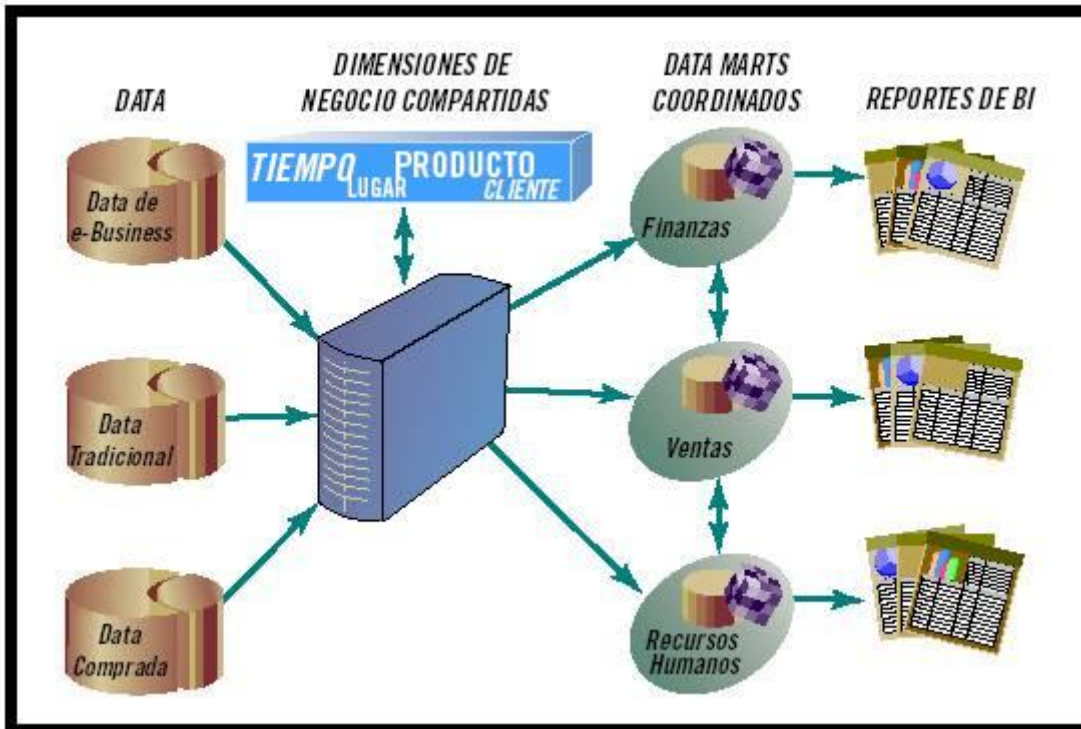 DATA
DIMENSIONES DE
NEGOCIO COMPARTIDAS
DATA MARTS
COORDINADOS
REPORTES DE BI
TIEMPO
LUGAR
PRODUCTO
CLIENTE
Data de
e-Business
Finanzas
Data
Tradicional
Ventas
Data
Comprada
Recursos
Humanos